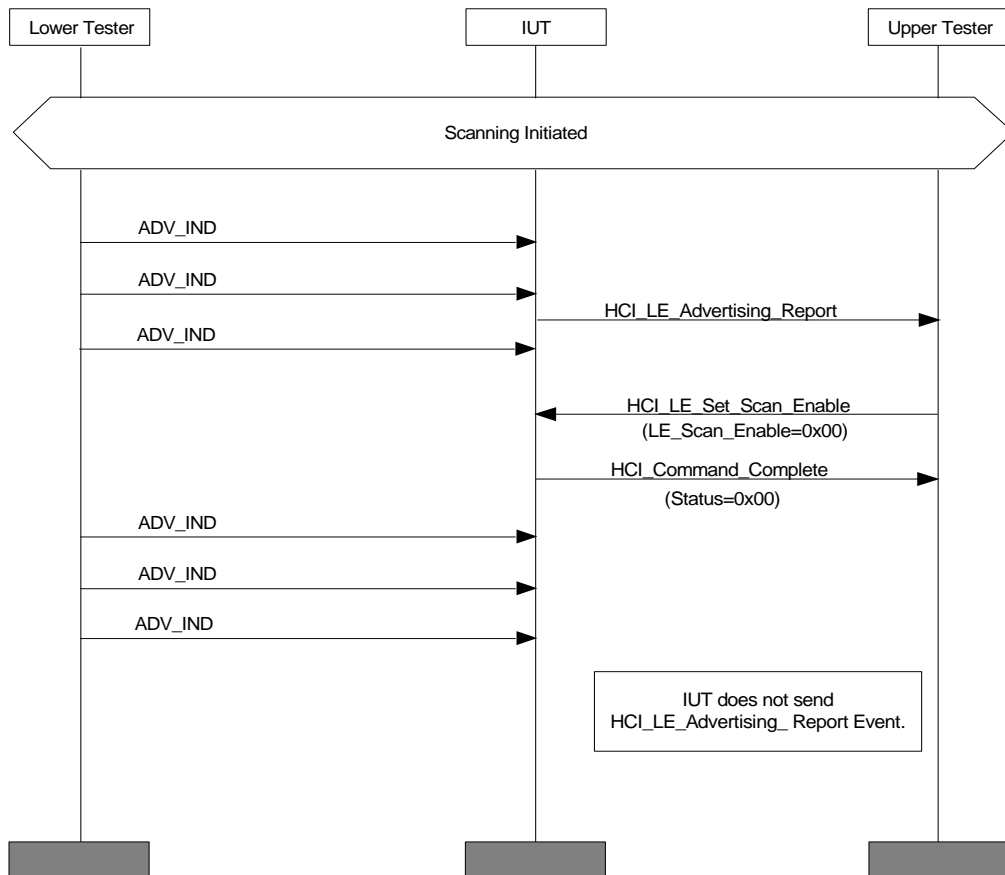 Lower Tester
IUT
Upper Tester
Scanning Initiated
ADV_IND
ADV_IND
HCI_LE_Advertising_Report
ADV_IND
HCI_LE_Set_Scan_Enable
(LE_Scan_Enable=0x00)
HCI_Command_Complete
(Status=0x00)
ADV_IND
ADV_IND
ADV_IND
IUT does not send
HCI_LE_Advertising_ Report Event.